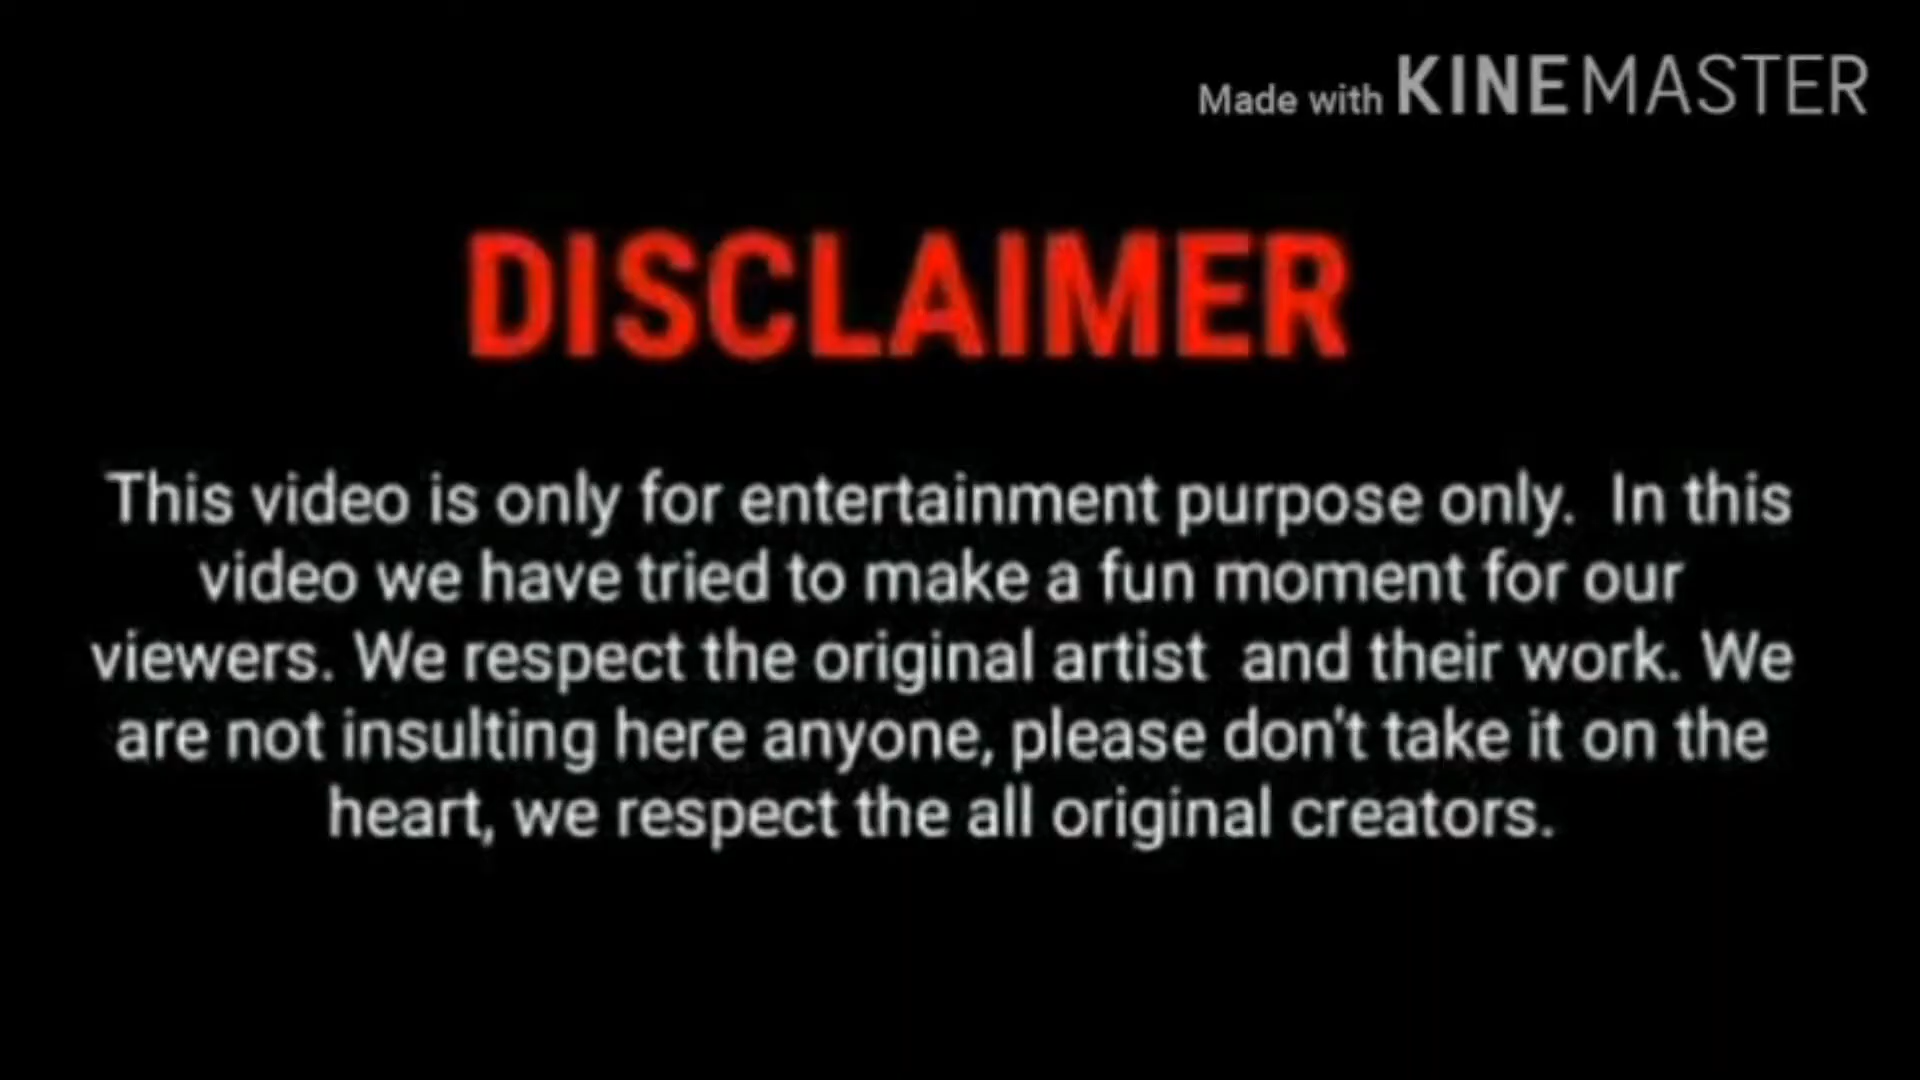 Made with KINEMASTER
DISCLAIMER
This video is only for entertainment purpose only. In this
video we have tried to make a fun moment for our
viewers. We respect the original artist and their work. We
are not insulting here anyone, please don't take it on the
heart, we respect the all original creators.